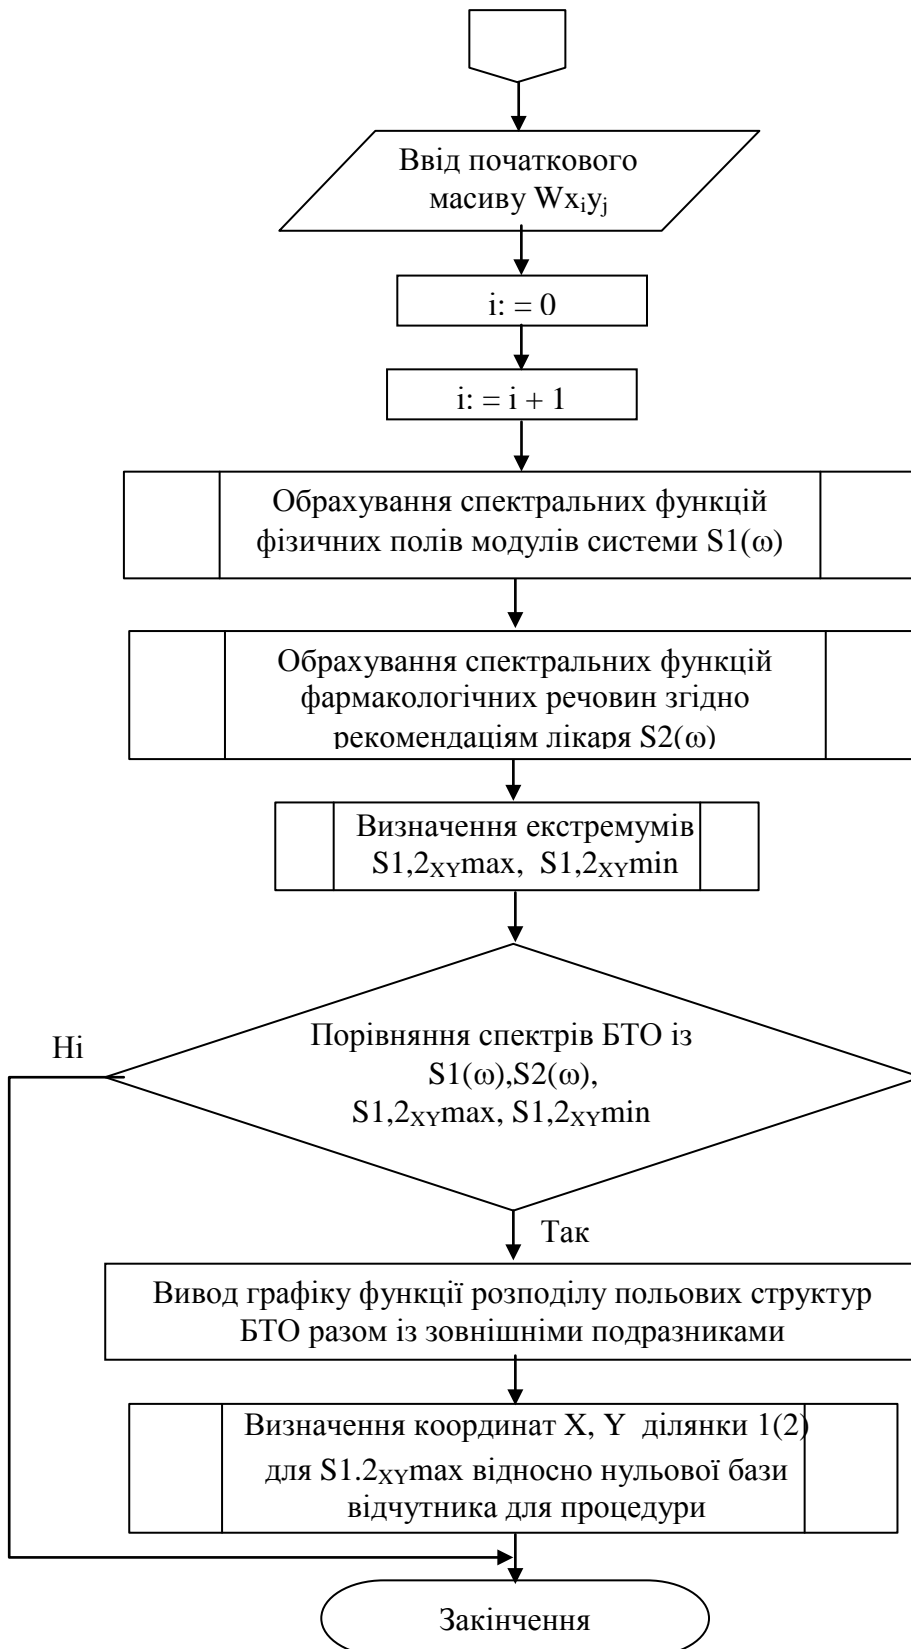 Ввід початкового
масиву Wxᵢyⱼ
i: = 0
i: = i + 1
Обрахування спектральних функцій
фізичних полів модулів системи S1(ω)
Обрахування спектральних функцій
фармакологічних речовин згідно
рекомендаціям лікаря S2(ω)
Визначення екстремумів
S1,2XYmax, S1,2XYmin
Ні
Порівняння спектрів БТО із
S1(ω),S2(ω),
S1,2XYmax, S1,2XYmin
Так
Вивод графіку функції розподілу польових структур
БТО разом із зовнішніми подразниками
Визначення координат X, Y ділянки 1(2)
для S1.2XYmax відносно нульової бази
відчутника для процедури
Закінчення